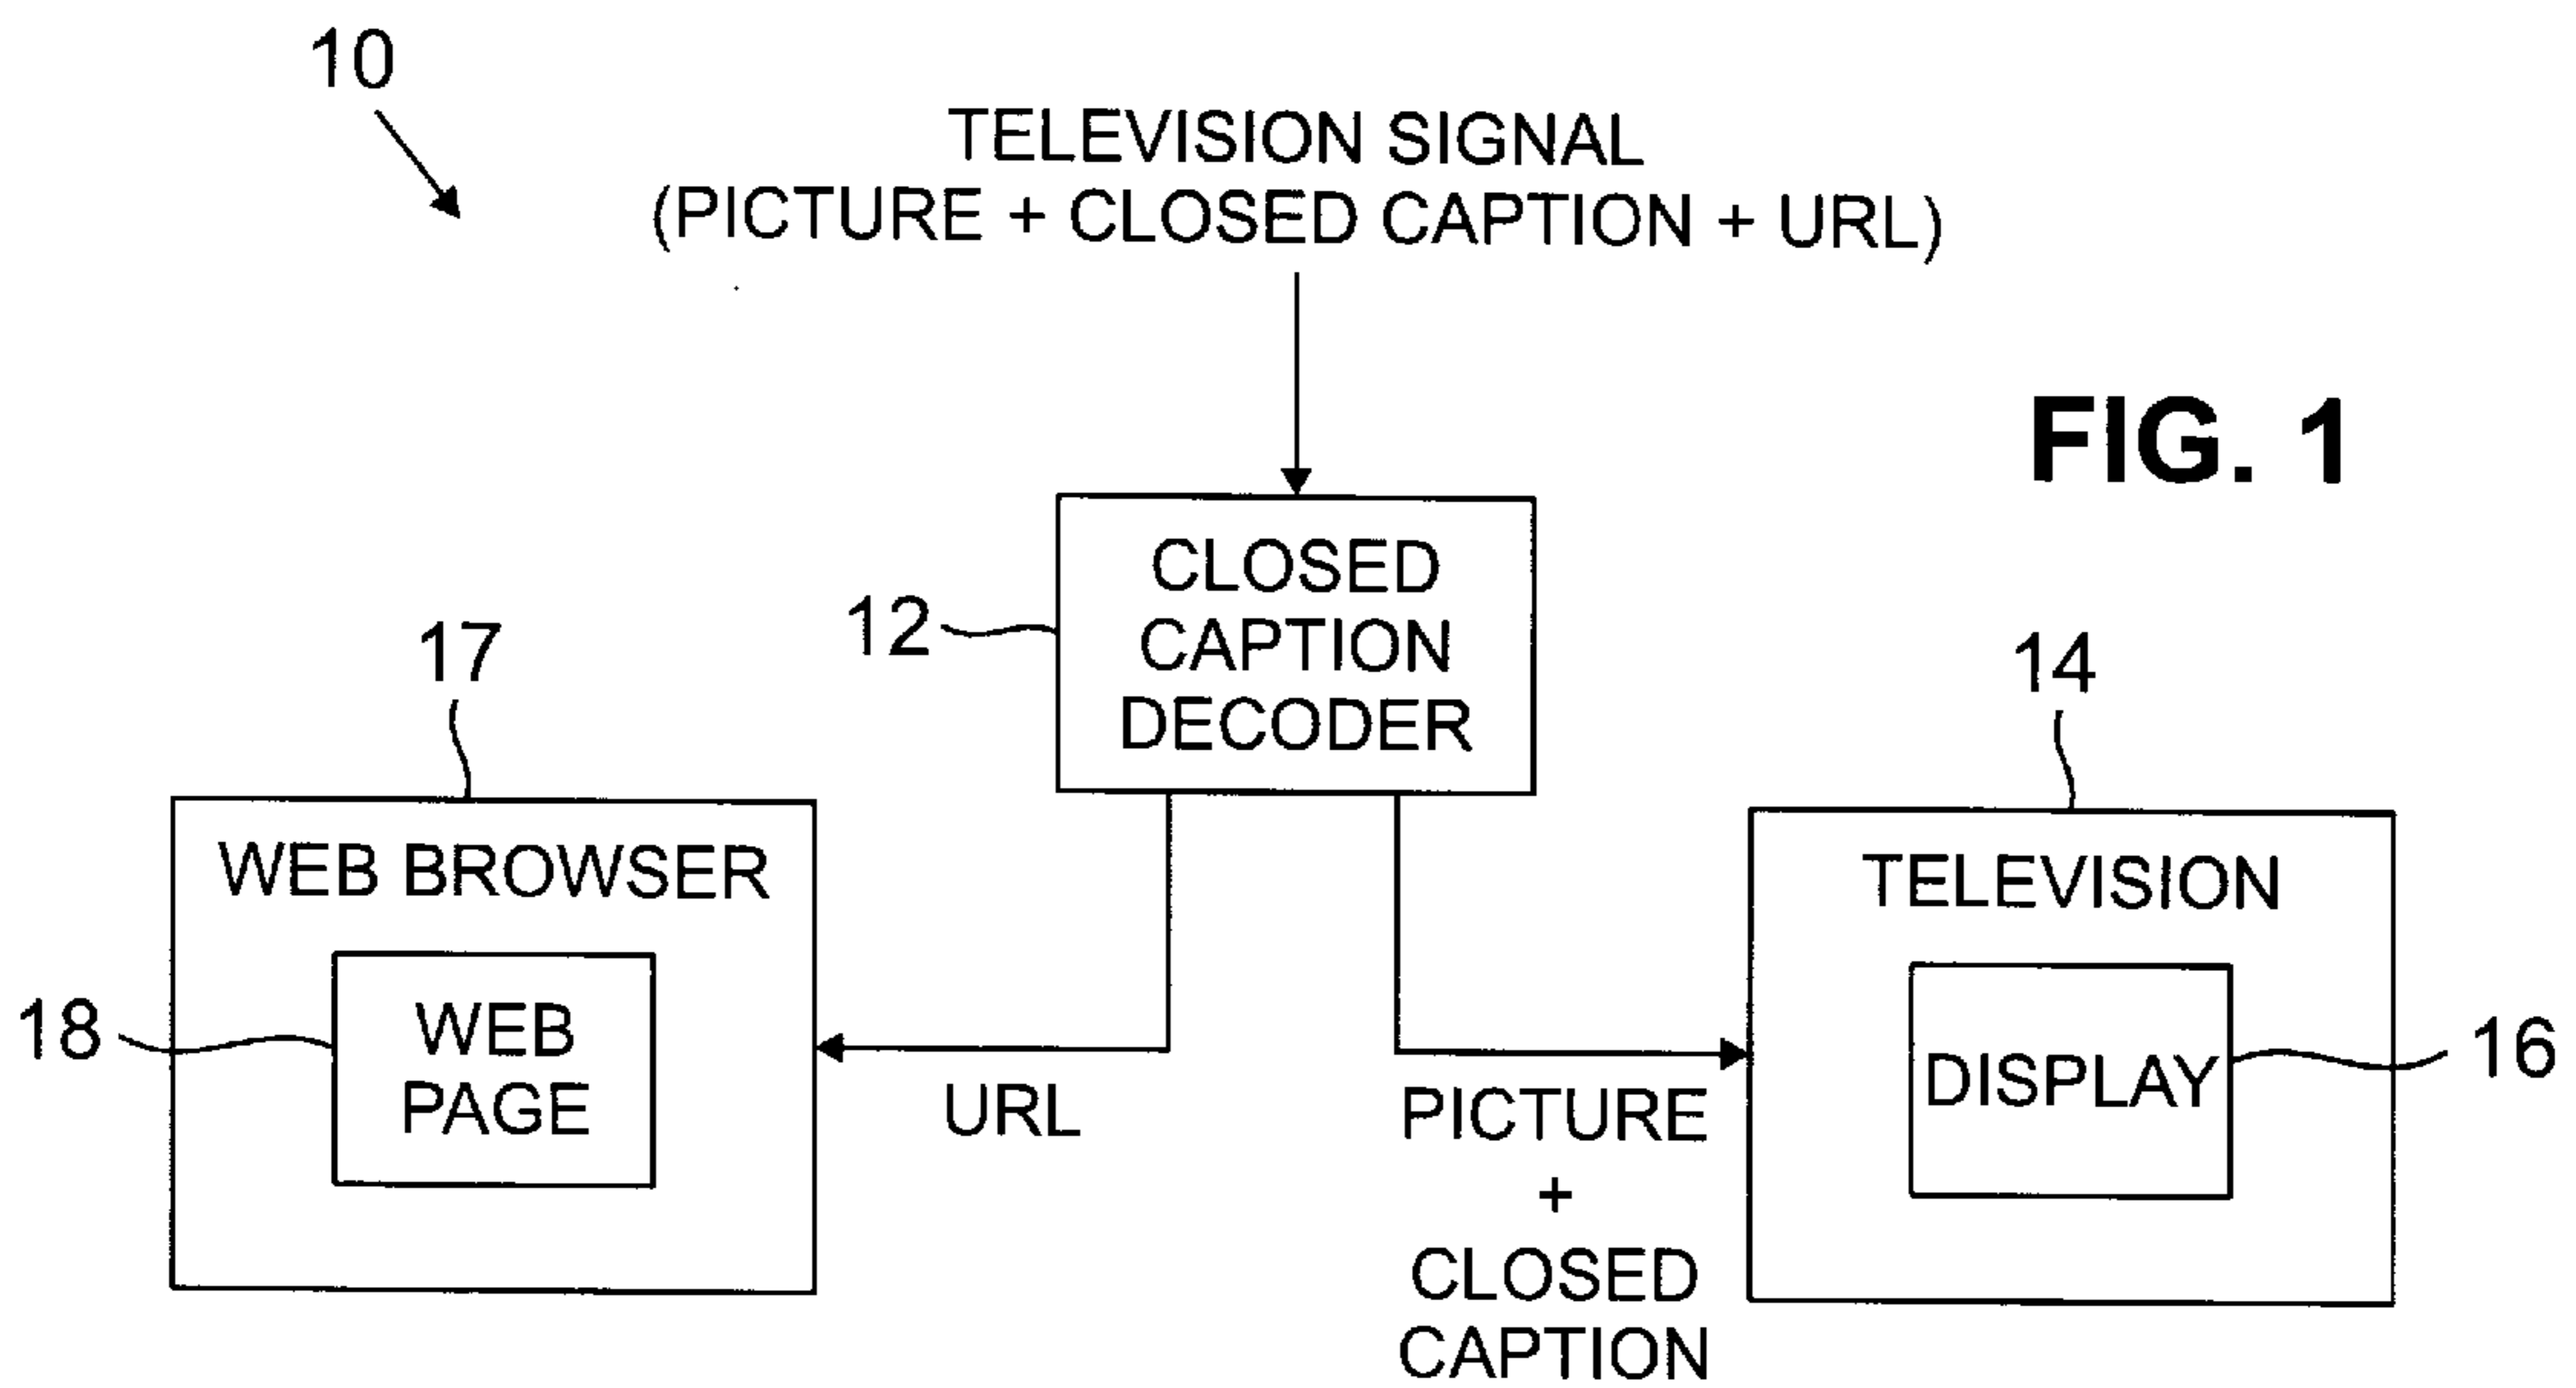 10
TELEVISION SIGNAL
(PICTURE + CLOSED CAPTION + URL)
FIG. 1
12
CLOSED
CAPTION
DECODER
17
14
WEB BROWSER
TELEVISION
18
WEB
PAGE
DISPLAY
16
URL
PICTURE
+
CLOSED
CAPTION